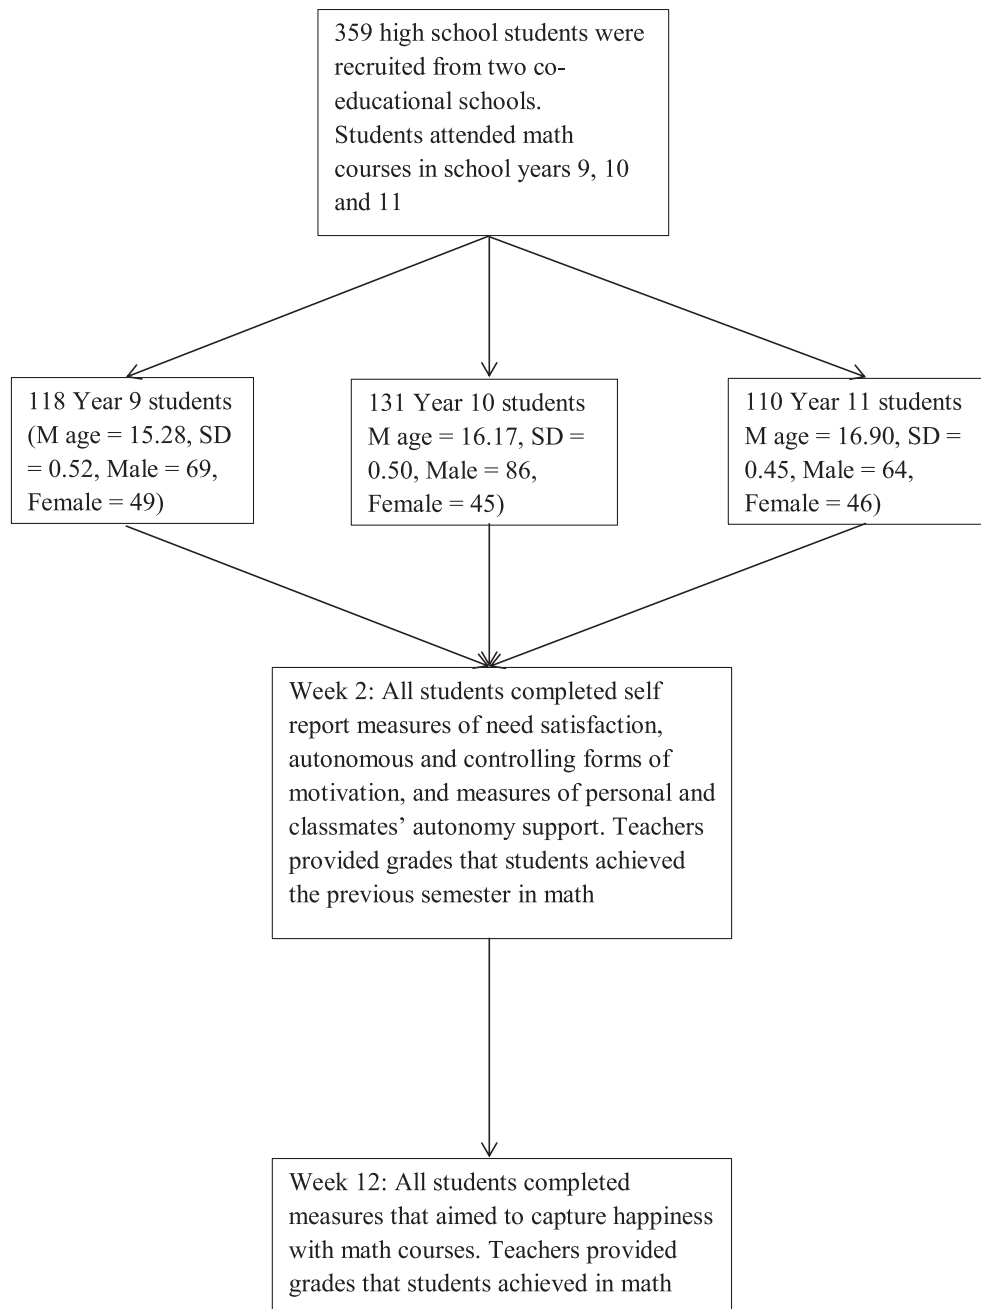 359 high school students were
recruited from two co-
educational schools.
Students attended math
courses in school years 9, 10
and 11
118 Year 9 students
(M age = 15.28, SD
= 0.52, Male = 69,
Female = 49)
131 Year 10 students
M age = 16.17, SD =
0.50, Male = 86,
Female = 45)
110 Year 11 students
M age = 16.90, SD =
0.45, Male = 64,
Female = 46)
Week 2: All students completed self
report measures of need satisfaction,
autonomous and controlling forms of
motivation, and measures of personal and
classmates’ autonomy support. Teachers
provided grades that students achieved
the previous semester in math
Week 12: All students completed
measures that aimed to capture happiness
with math courses. Teachers provided
grades that students achieved in math